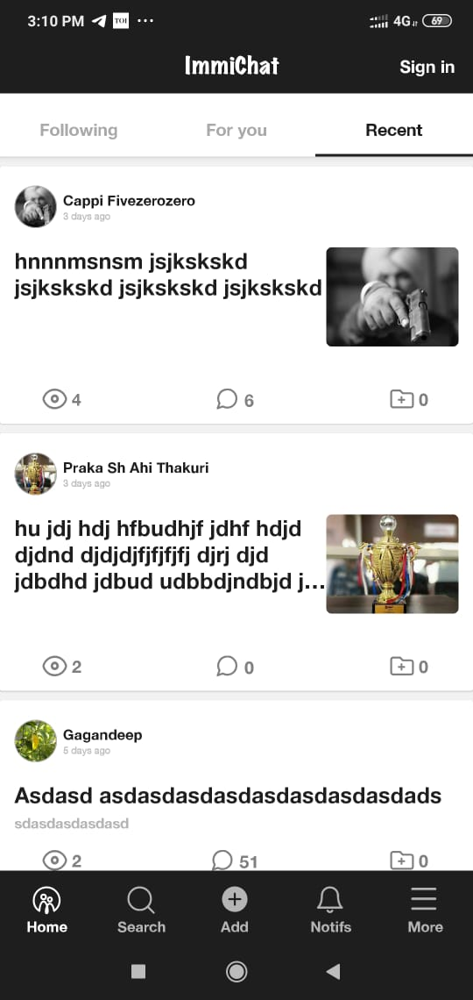 3:10 PM TOI ... 4G 69
ImmiChat Sign in
Following For you Recent
Cappi Fivezerozero
3 days ago
hnnnmsnsm jsjkskskd
jsjkskskd jsjkskskd jsjkskskd
4 6 0
Praka Sh Ahi Thakuri
3 days ago
hu jdj hdj hfbudhjf jdhf hdjd
djdnd djdjdjfjfjfjfj djrj djd
jdbdhd jdbud udbbdjndbjd j...
2 0 0
Gagandeep
5 days ago
Asdasd asdasdasdasdasdasdasdasdads
sdasdasdasdasd
2 51 0
Home Search Add Notifs More